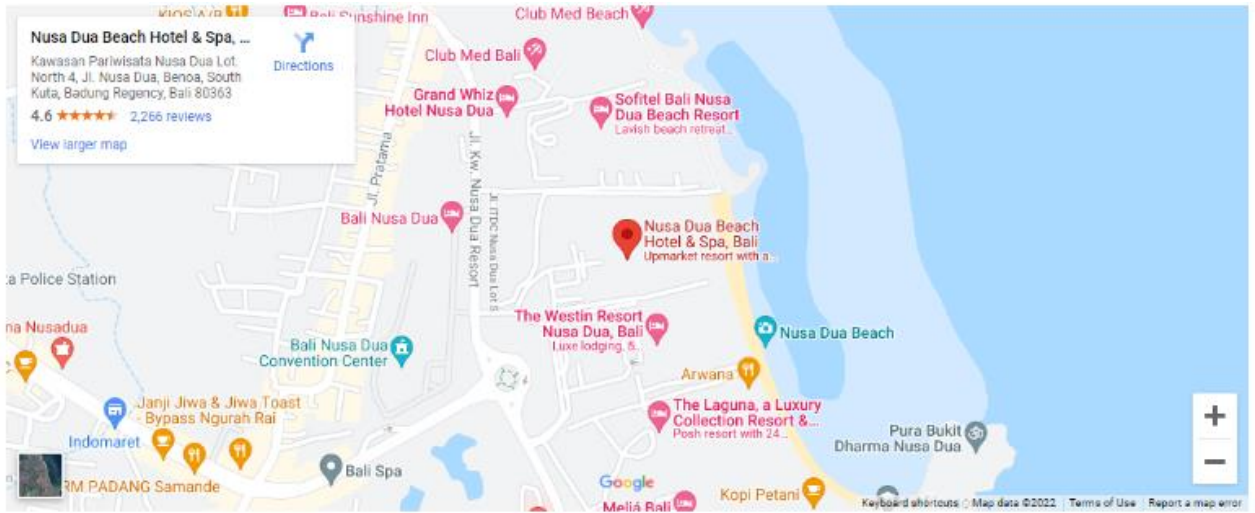 Nusa Dua Beach Hotel & Spa, ...
Kawasan Pariwisata Nusa Dua Lot.
North 4, Jl. Nusa Dua, Benoa, South
Kuta, Badung Regency, Bali 80363
4.6
2,266 reviews
View larger map
Directions
KIOS A/B
Bali Sunshine Inn
Club Med Beach
Club Med Bali
Grand Whiz
Hotel Nusa Dua
Sofitel Bali Nusa
Dua Beach Resort
Lavish beach retreat...
Jl. Pratama
Jl. Kw. Nusa Dua Resort
Jl. ITDC Nusa Dua Lot S
Bali Nusa Dua
Nusa Dua Beach
Hotel & Spa, Bali
Upmarket resort with a...
ta Police Station
The Westin Resort
Nusa Dua, Bali
Luxe lodging, &...
Nusa Dua Beach
na Nusadua
Bali Nusa Dua
Convention Center
Arwana
Janji Jiwa & Jiwa Toast
- Bypass Ngurah Rai
The Laguna, a Luxury
Collection Resort &...
Posh resort with 24...
Indomaret
Pura Bukit
Dharma Nusa Dua
Bali Spa
RM PADANG Samande
Google
Kopi Petani
Meliá Bali
Keyboard shortcuts
Map data ©2022
Terms of Use
Report a map error